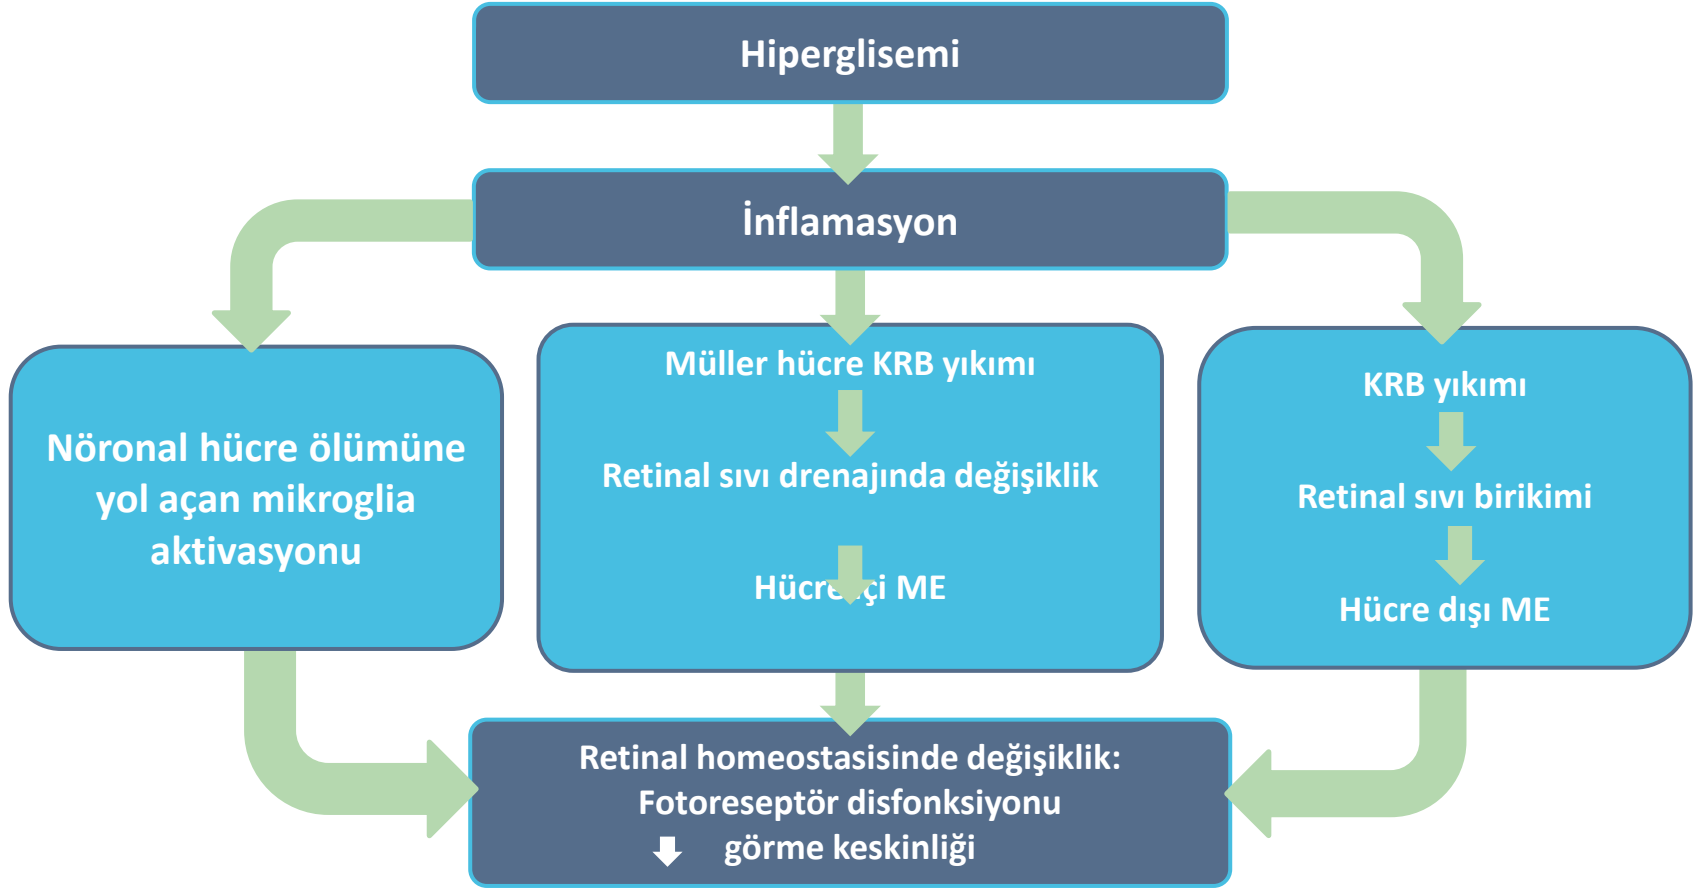 Hiperglisemi
İnflamasyon
Nöronal hücre ölümüne
yol açan mikroglia
aktivasyonu
Müller hücre KRB yıkımı
Retinal sıvı drenajında değişiklik
Hücre içi ME
KRB yıkımı
Retinal sıvı birikimi
Hücre dışı ME
Retinal homeostasisinde değişiklik:
Fotoreseptör disfonksiyonu
görme keskinliği